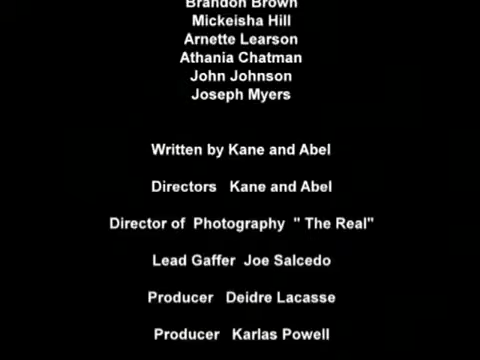 Brandon Brown
Mickeisha Hill
Arnette Learson
Athania Chatman
John Johnson
Joseph Myers
Written by Kane and Abel
Directors Kane and Abel
Director of Photography " The Real"
Lead Gaffer Joe Salcedo
Producer Deidre Lacasse
Producer Karlas Powell